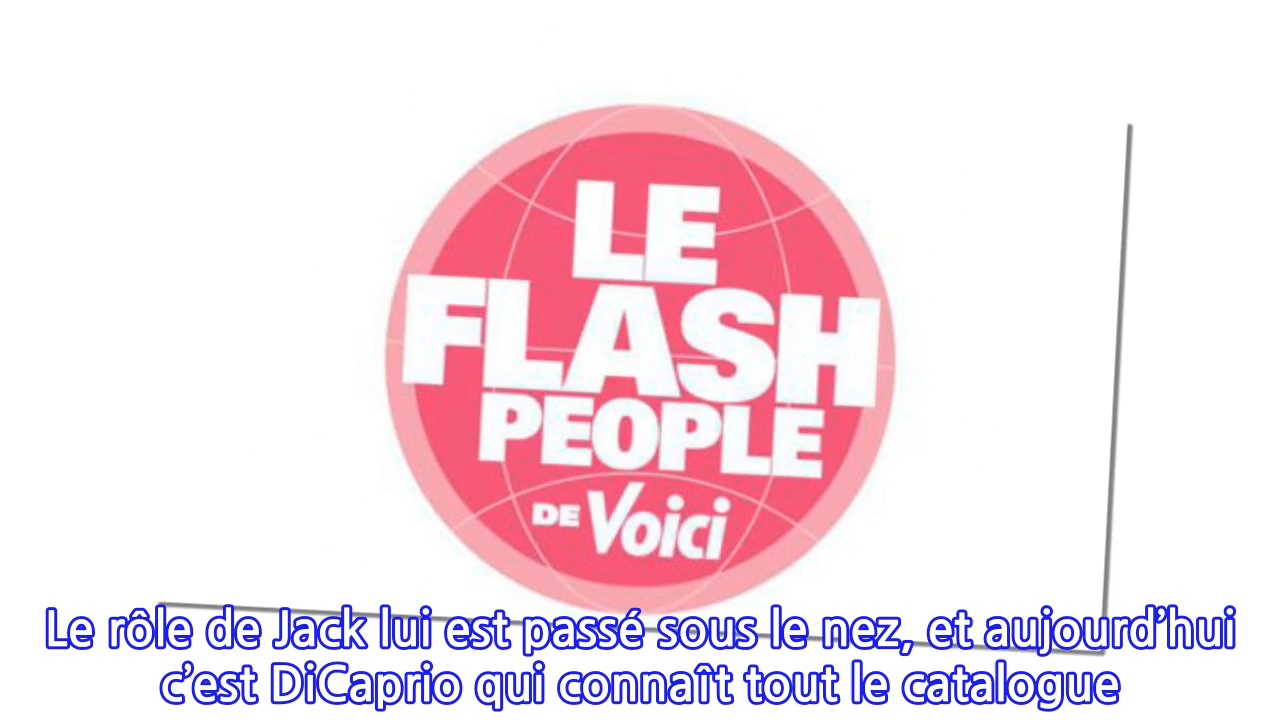 LE
FLASH
PEOPLE
DE Voici
Le rôle de Jack lui est passé sous le nez, et aujourd’hui
c’est DiCaprio qui connaît tout le catalogue